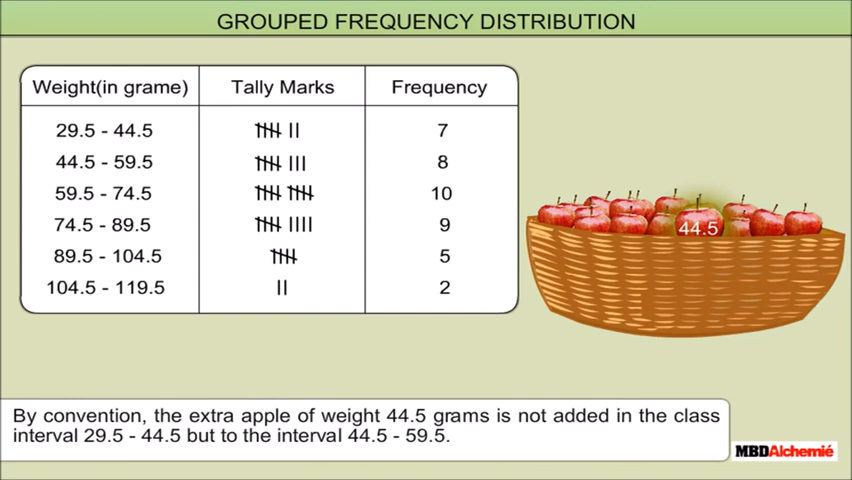 GROUPED FREQUENCY DISTRIBUTION
Weight(in grame) Tally Marks Frequency
29.5 - 44.5 7
44.5 - 59.5 8
59.5 - 74.5 10
74.5 - 89.5 9
89.5 - 104.5 5
104.5 - 119.5 2
44.5
By convention, the extra apple of weight 44.5 grams is not added in the class
interval 29.5 - 44.5 but to the interval 44.5 - 59.5.
MBDAlchemié